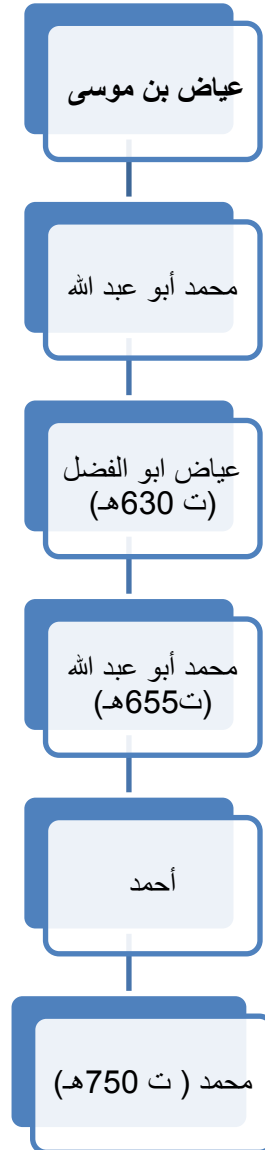 عياض بن موسى
محمد أبو عبد الله
عياض ابو الفضل
(ت 630هـ)
محمد أبو عبد الله
(ت655هـ)
أحمد
محمد ( ت 750هـ)